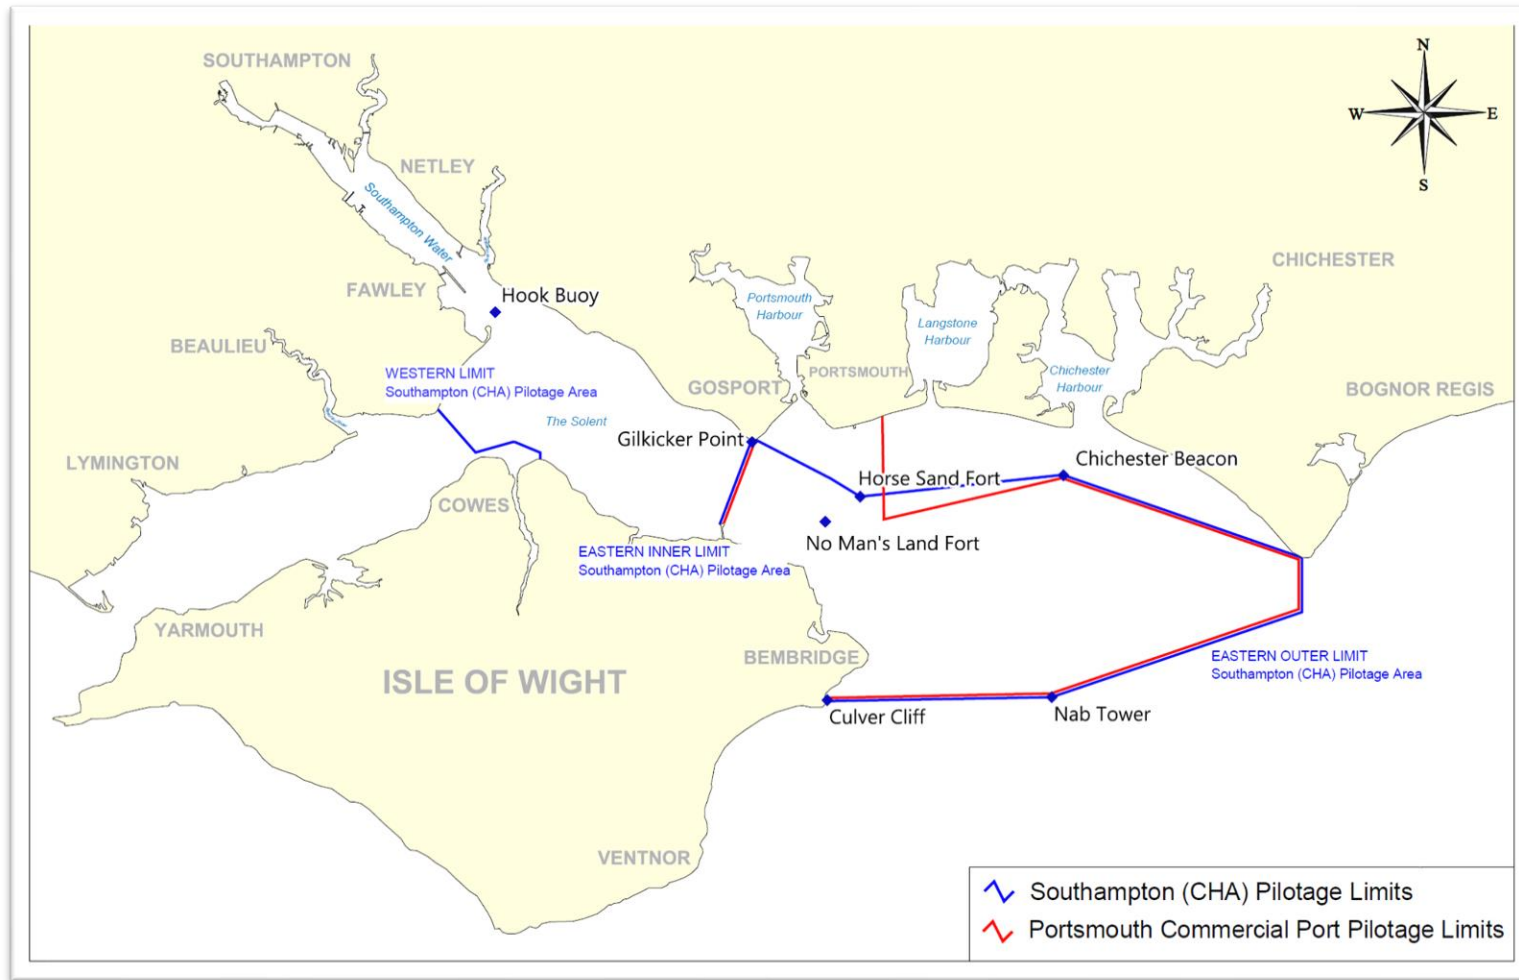 SOUTHAMPTON
N
W
E
S
NETLEY
Southampton Water
CHICHESTER
FAWLEY
Hook Buoy
Portsmouth
Harbour
Langstone
Harbour
BEAULIEU
WESTERN LIMIT
Southampton (CHA) Pilotage Area
GOSPORT
PORTSMOUTH
Chichester
Harbour
BOGNOR REGIS
The Solent
Gilkicker Point
LYMINGTON
Chichester Beacon
Horse Sand Fort
COWES
No Man's Land Fort
EASTERN INNER LIMIT
Southampton (CHA) Pilotage Area
YARMOUTH
BEMBRIDGE
EASTERN OUTER LIMIT
Southampton (CHA) Pilotage Area
ISLE OF WIGHT
Culver Cliff
Nab Tower
VENTNOR
Southampton (CHA) Pilotage Limits
Portsmouth Commercial Port Pilotage Limits